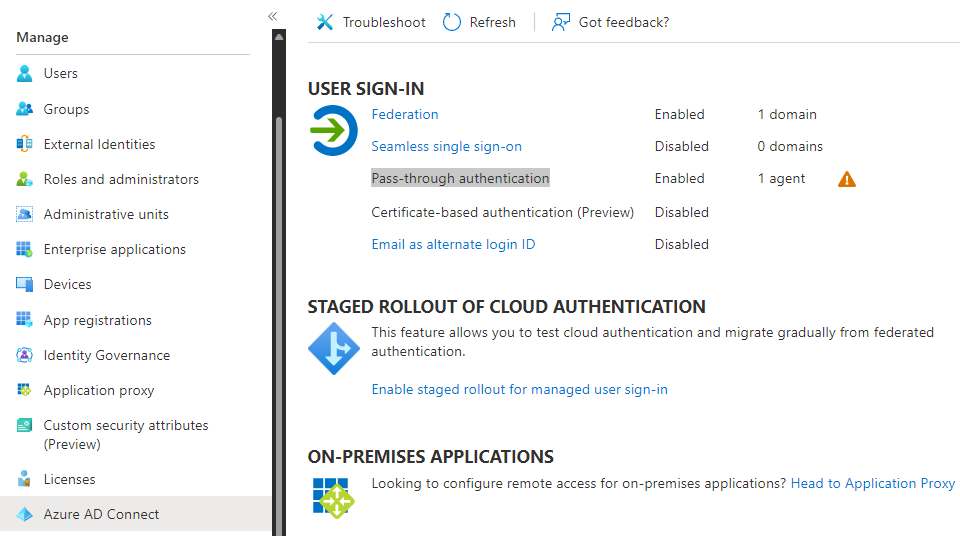 Manage
Users
Groups
External Identities
Roles and administrators
Administrative units
Enterprise applications
Devices
App registrations
Identity Governance
Application proxy
Custom security attributes
(Preview)
Licenses
Azure AD Connect
Troubleshoot Refresh Got feedback?
USER SIGN-IN
Federation Enabled 1 domain
Seamless single sign-on Disabled 0 domains
Pass-through authentication Enabled 1 agent
Certificate-based authentication (Preview) Disabled
Email as alternate login ID Disabled
STAGED ROLLOUT OF CLOUD AUTHENTICATION
This feature allows you to test cloud authentication and migrate gradually from federated
authentication.
Enable staged rollout for managed user sign-in
ON-PREMISES APPLICATIONS
Looking to configure remote access for on-premises applications? Head to Application Proxy